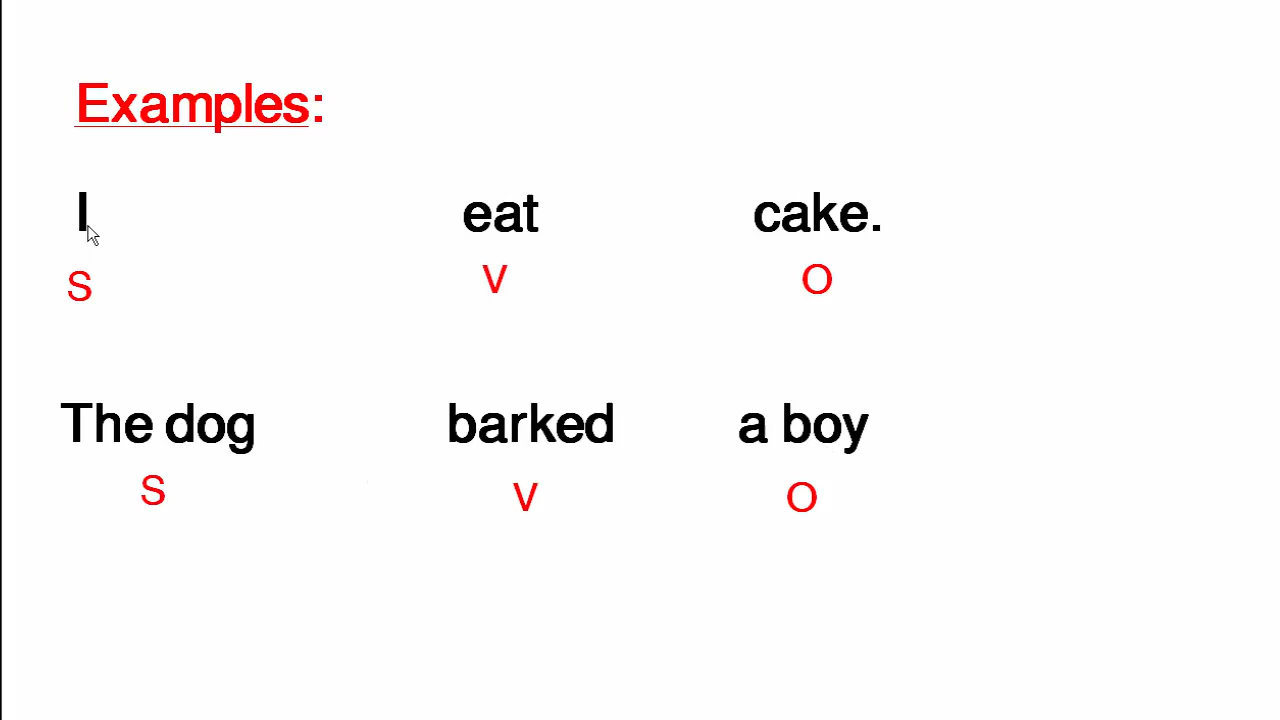 Examples:
I eat cake.
S V O
The dog barked a boy
S V O